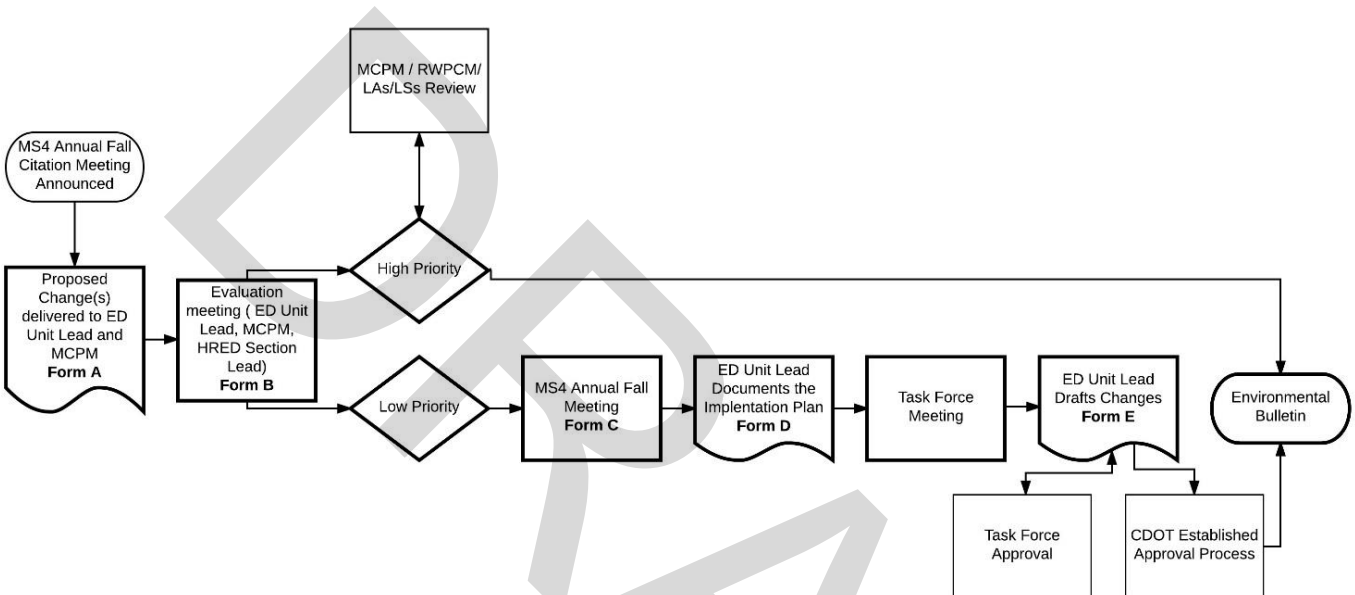 MCPM / RWPCM/
LAs/LSs Review
MS4 Annual Fall
Citation Meeting
Announced
High Priority
Proposed
Change(s)
delivered to ED
Unit Lead and
MCPM
Form A
Evaluation
meeting ( ED Unit
Lead, MCPM,
HRED Section
Lead)
Form B
Low Priority
MS4 Annual Fall
Meeting
Form C
ED Unit Lead
Documents the
Implentation Plan
Form D
Task Force
Meeting
ED Unit Lead
Drafts Changes
Form E
Environmental
Bulletin
Task Force
Approval
CDOT Established
Approval Process
DRA